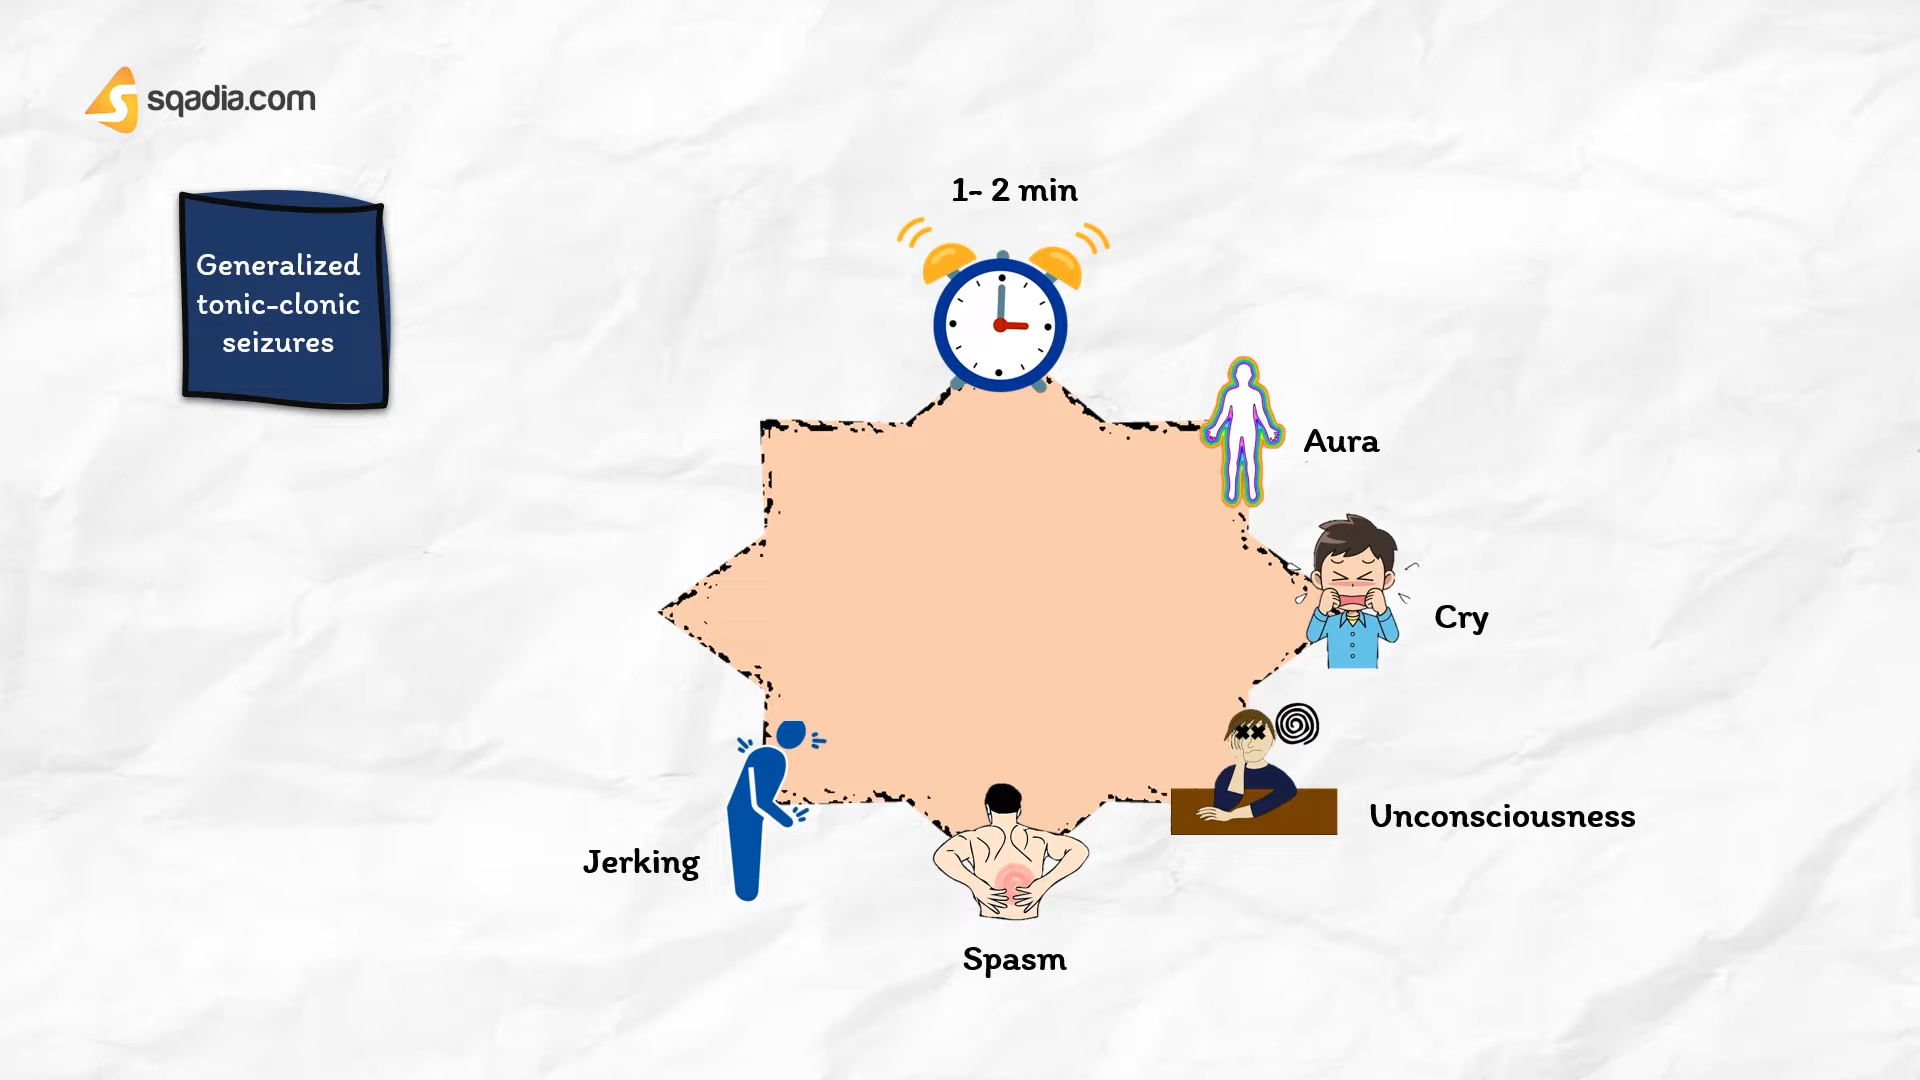 sqadia.com
Generalized
tonic-clonic
seizures
1- 2 min
Aura
Cry
Unconsciousness
Spasm
Jerking